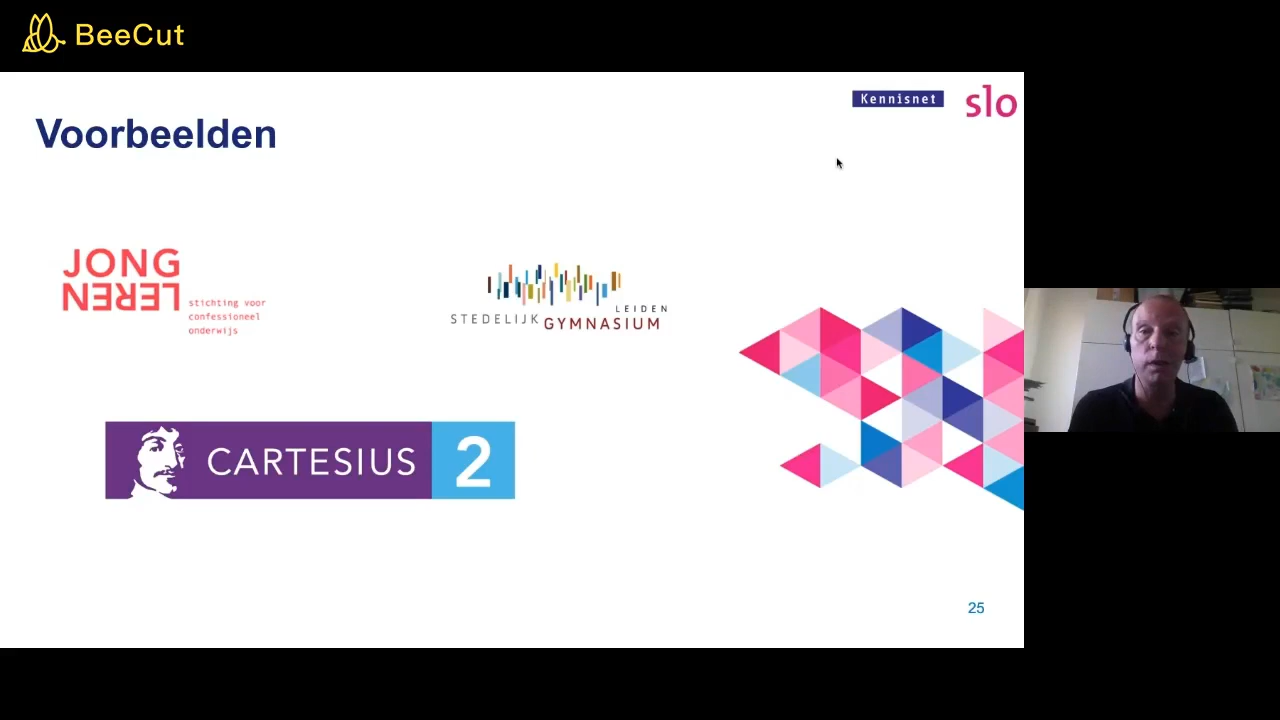 BeeCut
Kennisnet
slo
Voorbeelden
JONG
LEREN
stichting voor
confessioneel
onderwijs
LEIDEN
STEDELIJK GYMNASIUM
CARTESIUS 2
25